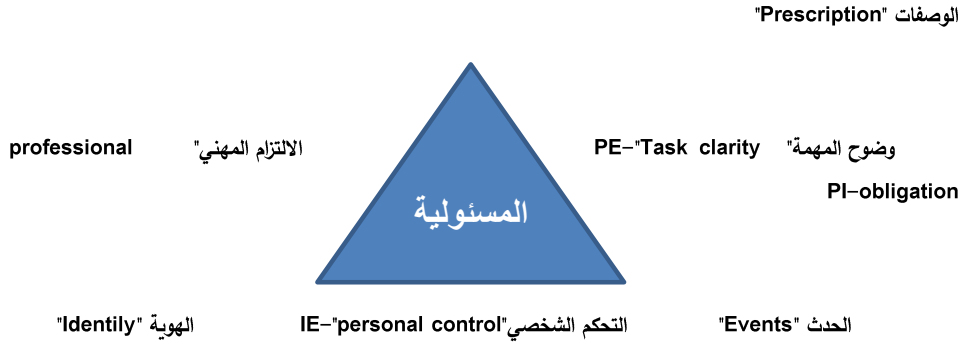 الوصفات "Prescription"
professional الالتزام المهني"
وضوح المهمة" PE-"Task clarity
PI-obligation
المسئولية
الهوية "Identily"
التحكم الشخصي"IE-"personal control
الحدث "Events"